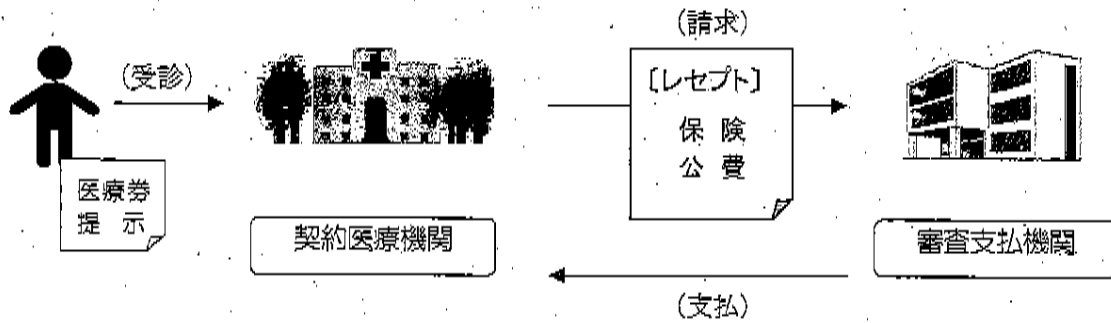 (請求)
(受診)
[レセプト]
保険
公費
医療券
提示
契約医療機関
審査支払機関
(支払)